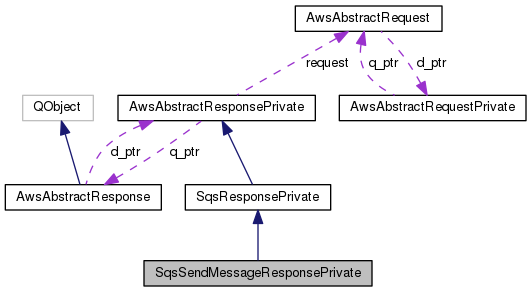 AwsAbstractRequest
request
q_ptr
d_ptr
QObject
AwsAbstractResponsePrivate
AwsAbstractRequestPrivate
d_ptr
q_ptr
AwsAbstractResponse
SqsResponsePrivate
SqsSendMessageResponsePrivate